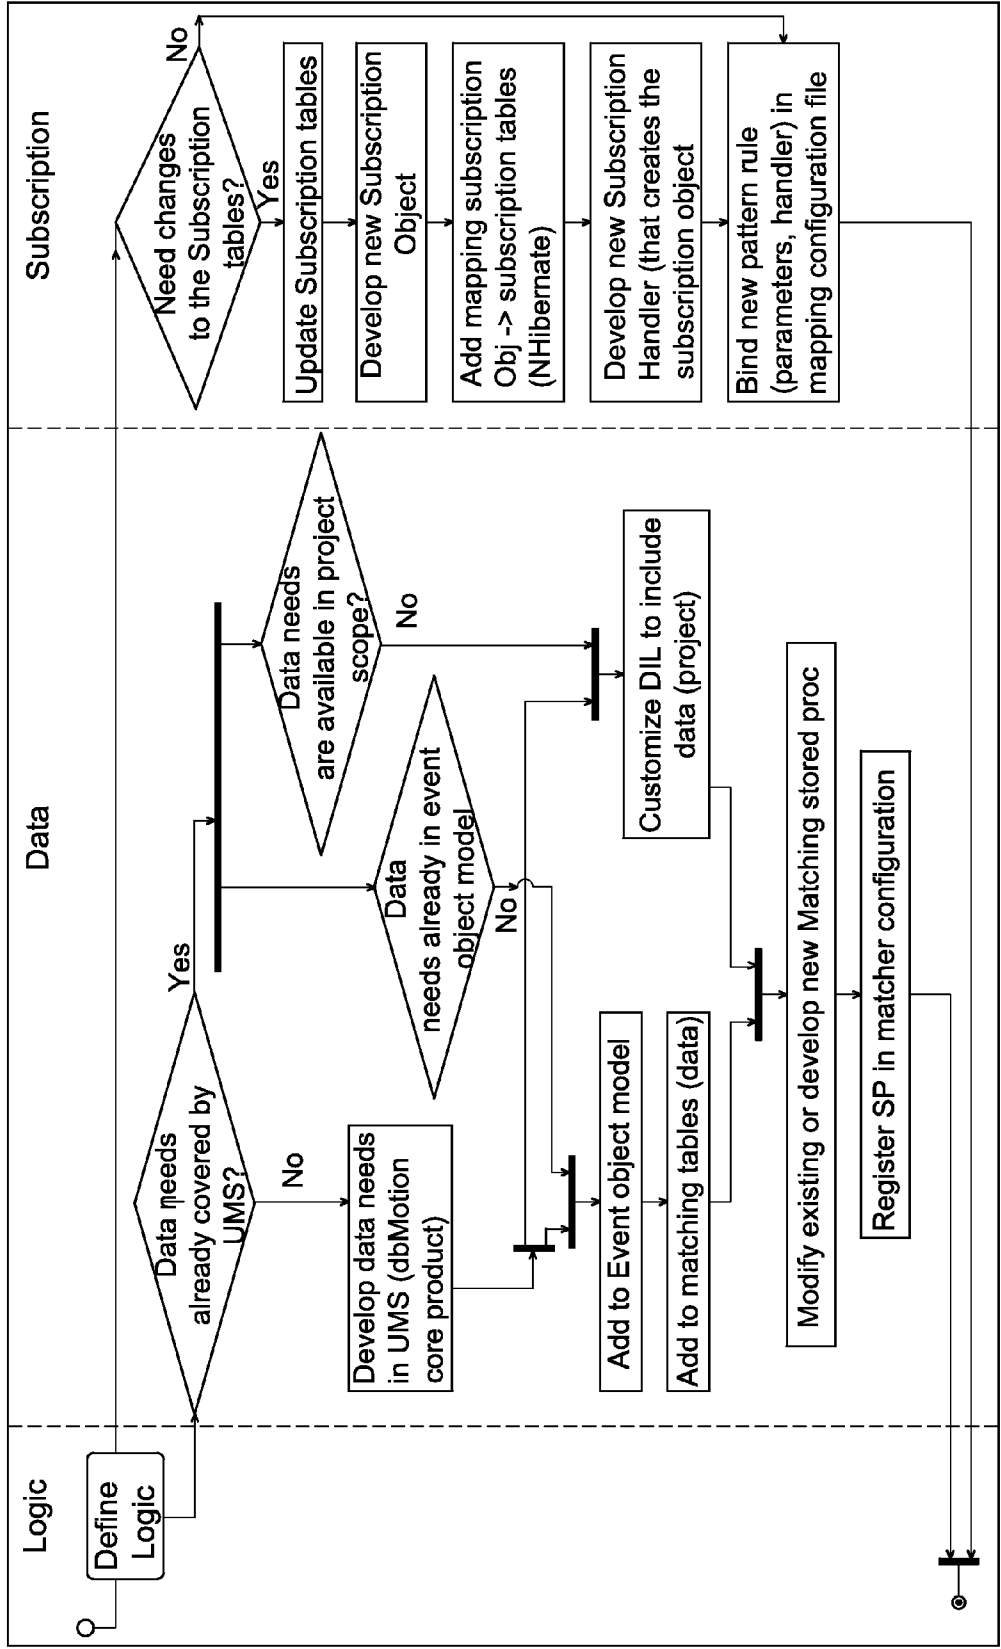 Logic
Define
Logic
Data
Data needs
already covered by
UMS?
Yes
No
Develop data needs
in UMS (dbMotion
core product)
Data
needs already in event
object model
No
Data needs
are available in project
scope?
No
Add to Event object model
Add to matching tables (data)
Customize DIL to include
data (project)
Modify existing or develop new Matching stored proc
Register SP in matcher configuration
Subscription
Need changes
to the Subscription
tables?
No
Yes
Update Subscription tables
Develop new Subscription
Object
Add mapping subscription
Obj -> subscription tables
(NHibernate)
Develop new Subscription
Handler (that creates the
subscription object
Bind new pattern rule
(parameters, handler) in
mapping configuration file